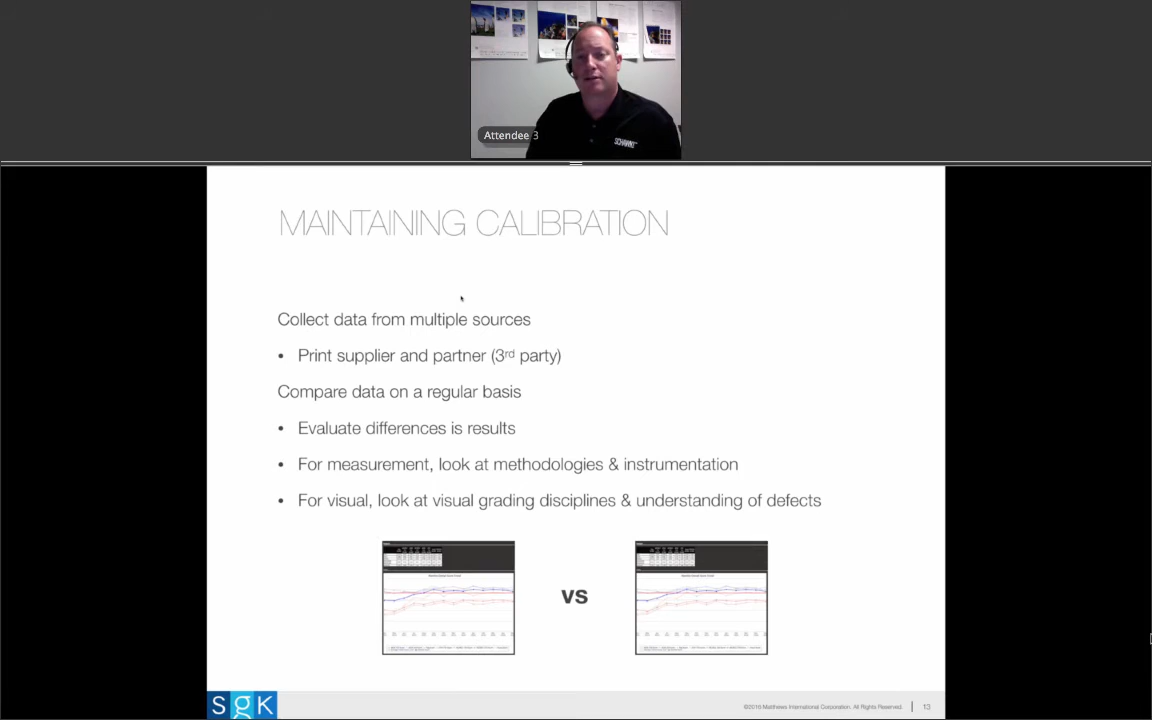 Attendee 3
SCHAWK!
MAINTAINING CALIBRATION
Collect data from multiple sources
• Print supplier and partner (3rd party)
Compare data on a regular basis
• Evaluate differences is results
• For measurement, look at methodologies & instrumentation
• For visual, look at visual grading disciplines & understanding of defects
vs
SgK
©2016 Matthews International Corporation. All Rights Reserved. | 13